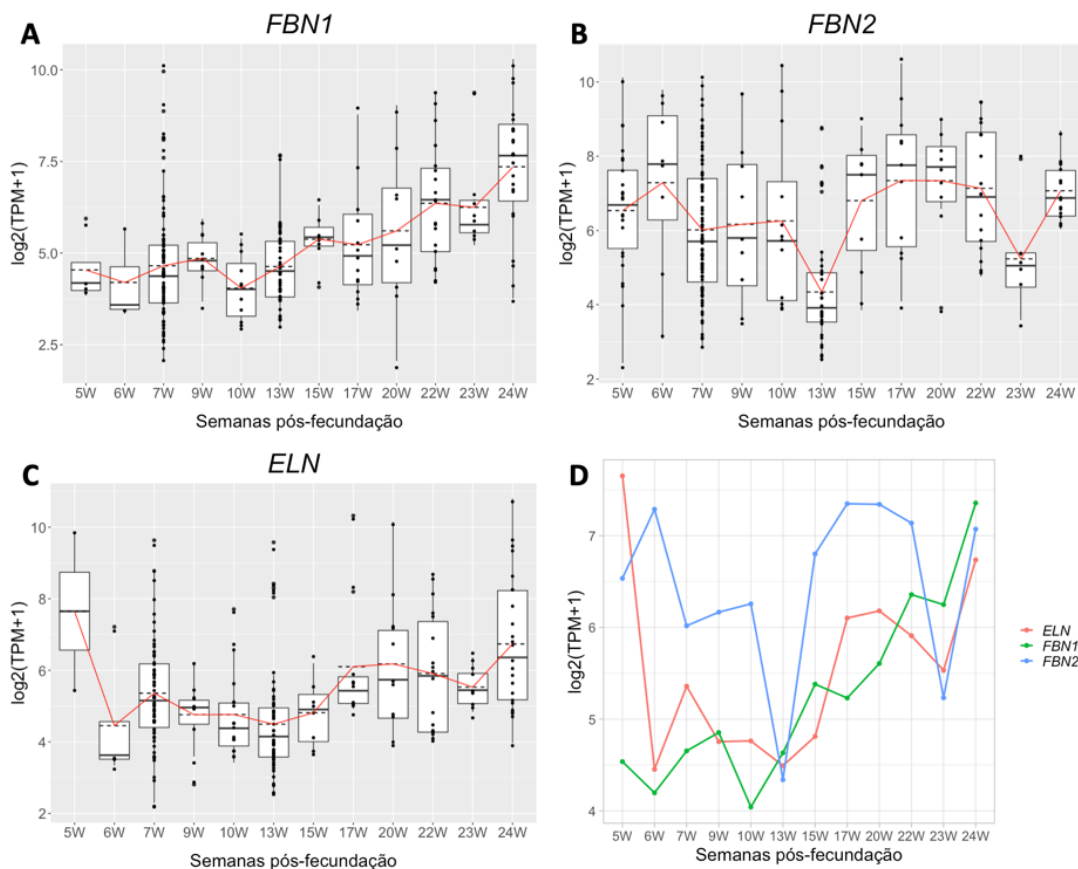 A
FBN1
log2(TPM+1)
10.0
7.5
5.0
2.5
5W 6W 7W 9W 10W 13W 15W 17W 20W 22W 23W 24W
Semanas pós-fecundação
B
FBN2
log2(TPM+1)
10
8
6
4
2
5W 6W 7W 9W 10W 13W 15W 17W 20W 22W 23W 24W
Semanas pós-fecundação
C
ELN
log2(TPM+1)
10
8
6
4
2
5W 6W 7W 9W 10W 13W 15W 17W 20W 22W 23W 24W
Semanas pós-fecundação
D
log2(TPM+1)
7
6
5
4
5W 6W 7W 9W 10W 13W 15W 17W 20W 22W 23W 24W
Semanas pós-fecundação
ELN
FBN1
FBN2